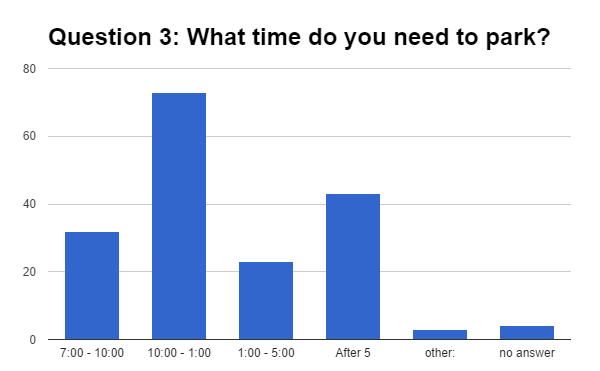 Question 3: What time do you need to park?
80
60
40
20
0
7:00 - 10:00
10:00 - 1:00
1:00 - 5:00
After 5
other:
no answer